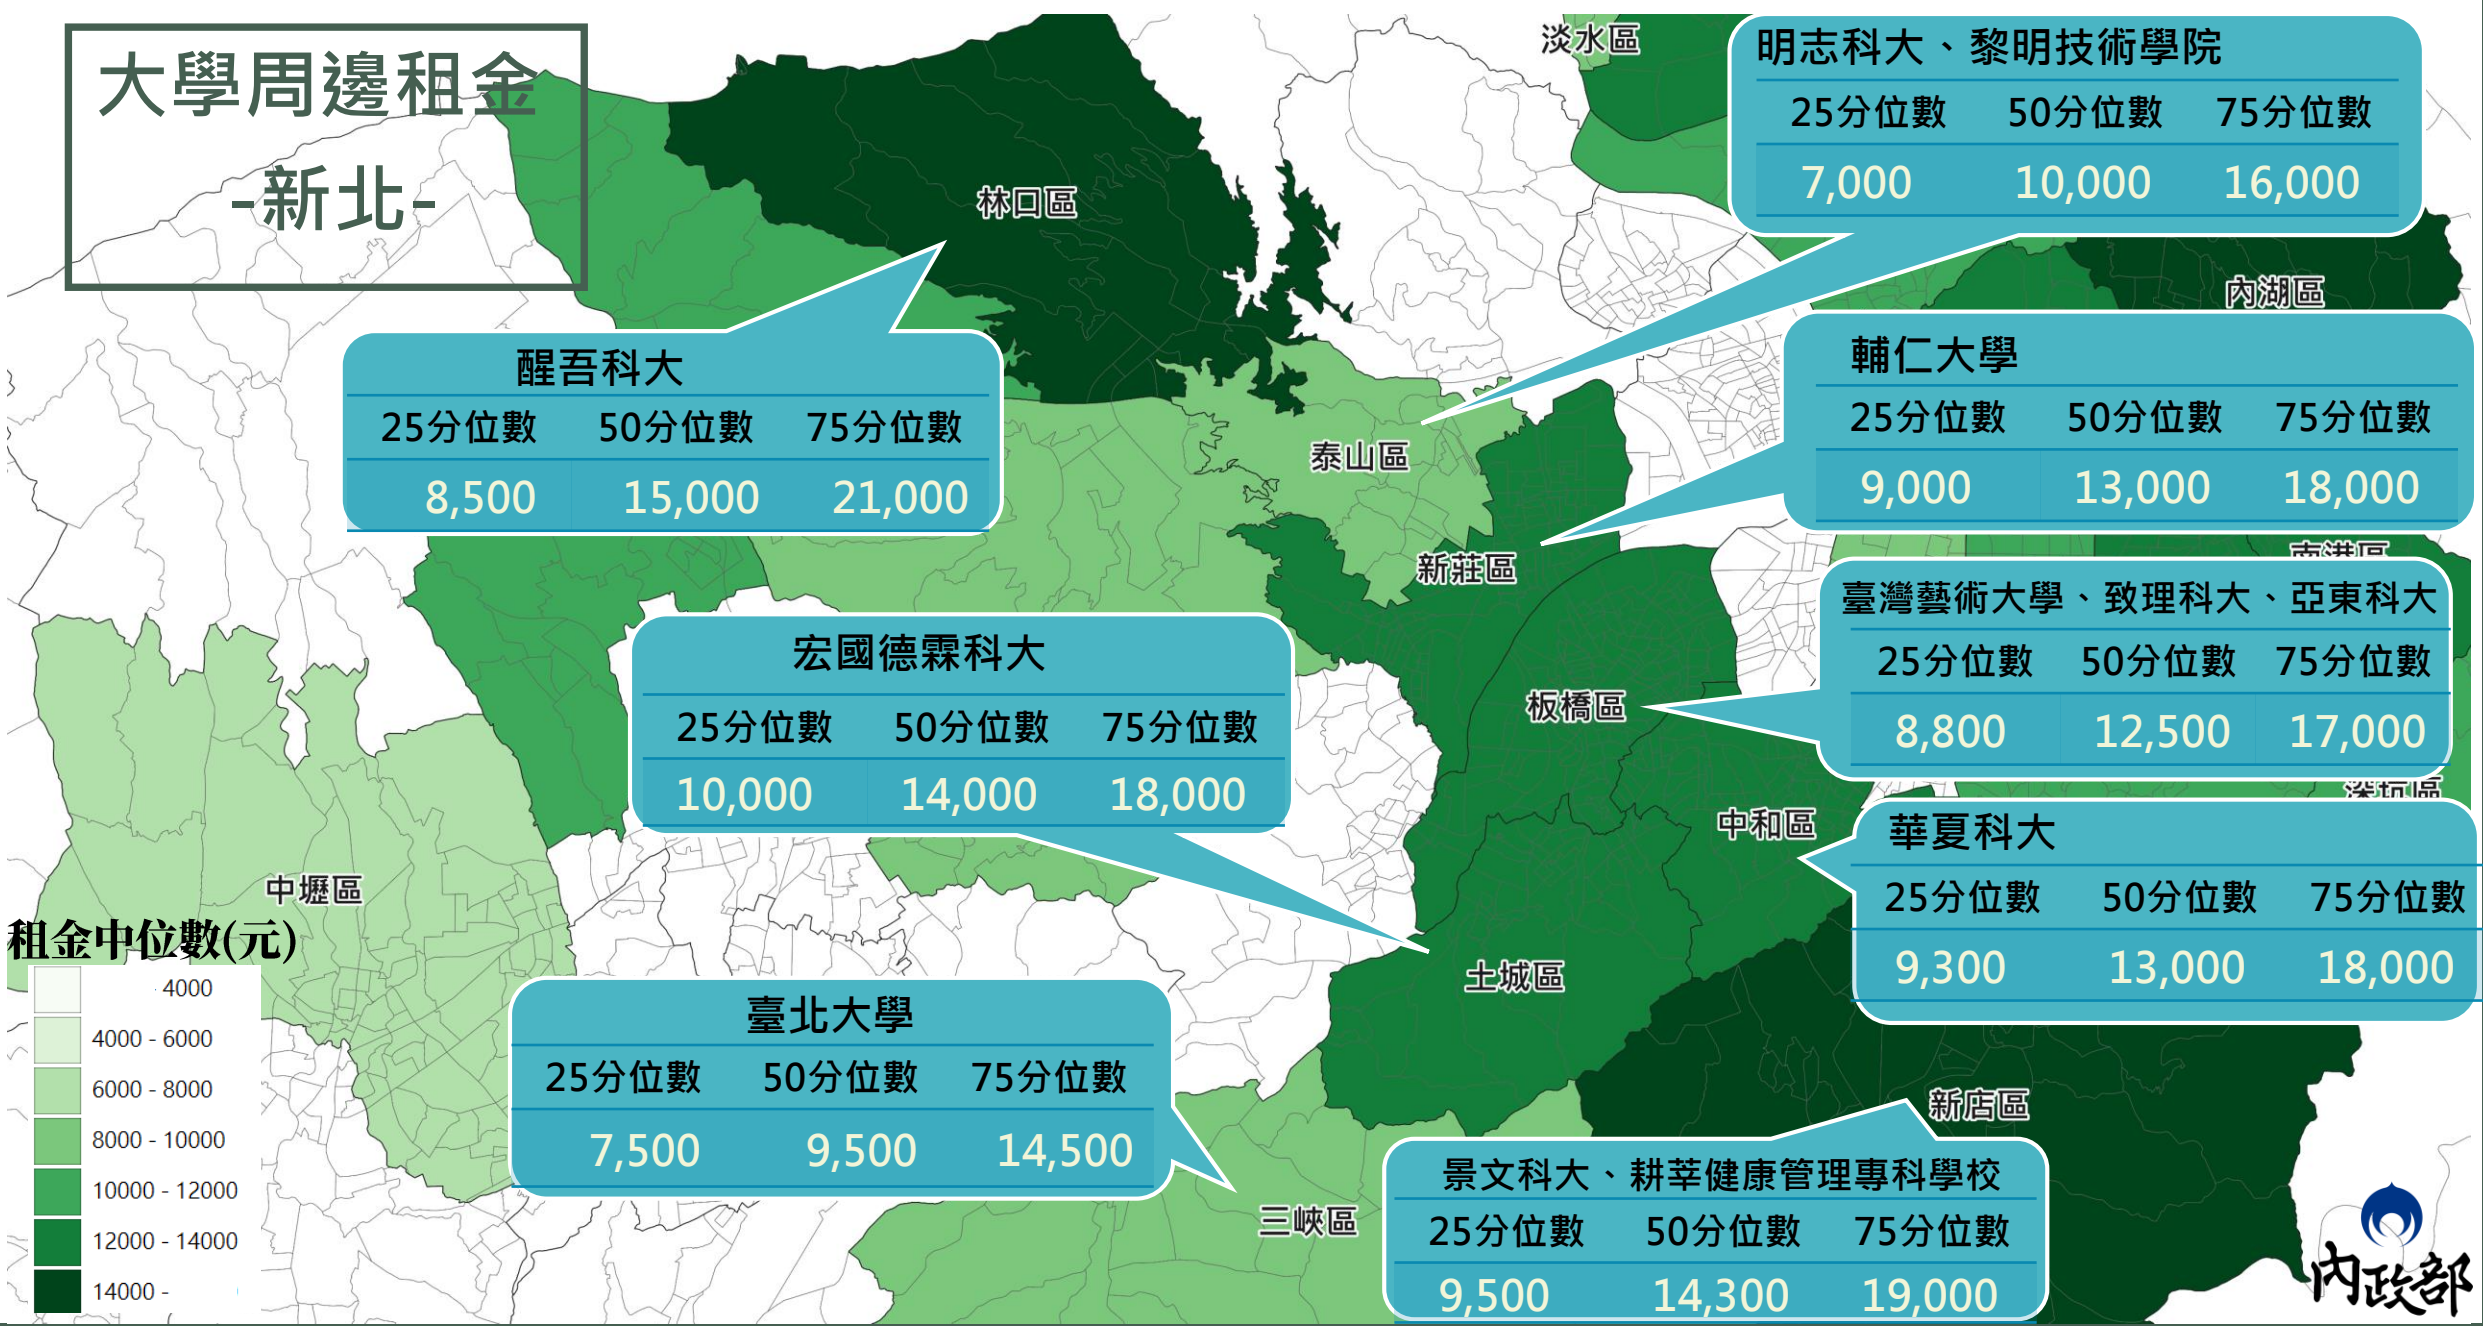 大學周邊租金
-新北-
淡水區
明志科大、黎明技術學院
25分位數 50分位數 75分位數
7,000 10,000 16,000
林口區
內湖區
醒吾科大
25分位數 50分位數 75分位數
8,500 15,000 21,000
輔仁大學
25分位數 50分位數 75分位數
9,000 13,000 18,000
泰山區
新莊區
南港區
臺灣藝術大學、致理科大、亞東科大
25分位數 50分位數 75分位數
8,800 12,500 17,000
宏國德霖科大
25分位數 50分位數 75分位數
10,000 14,000 18,000
板橋區
深坑區
中和區
華夏科大
25分位數 50分位數 75分位數
9,300 13,000 18,000
中壢區
土城區
租金中位數(元)
- 4000
4000 - 6000
6000 - 8000
8000 - 10000
10000 - 12000
12000 - 14000
14000 -
臺北大學
25分位數 50分位數 75分位數
7,500 9,500 14,500
新店區
三峽區
景文科大、耕莘健康管理專科學校
25分位數 50分位數 75分位數
9,500 14,300 19,000
內政部